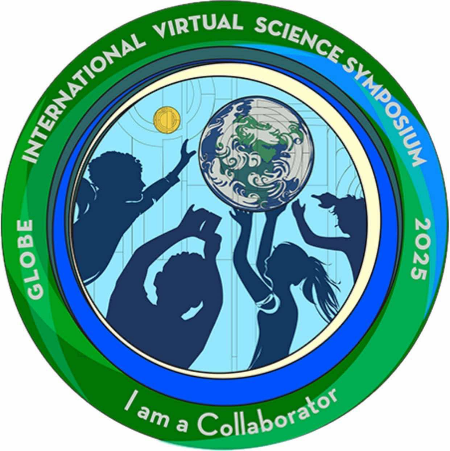 GLOBE INTERNATIONAL VIRTUAL SCIENCE SYMPOSIUM 2025
I am a Collaborator